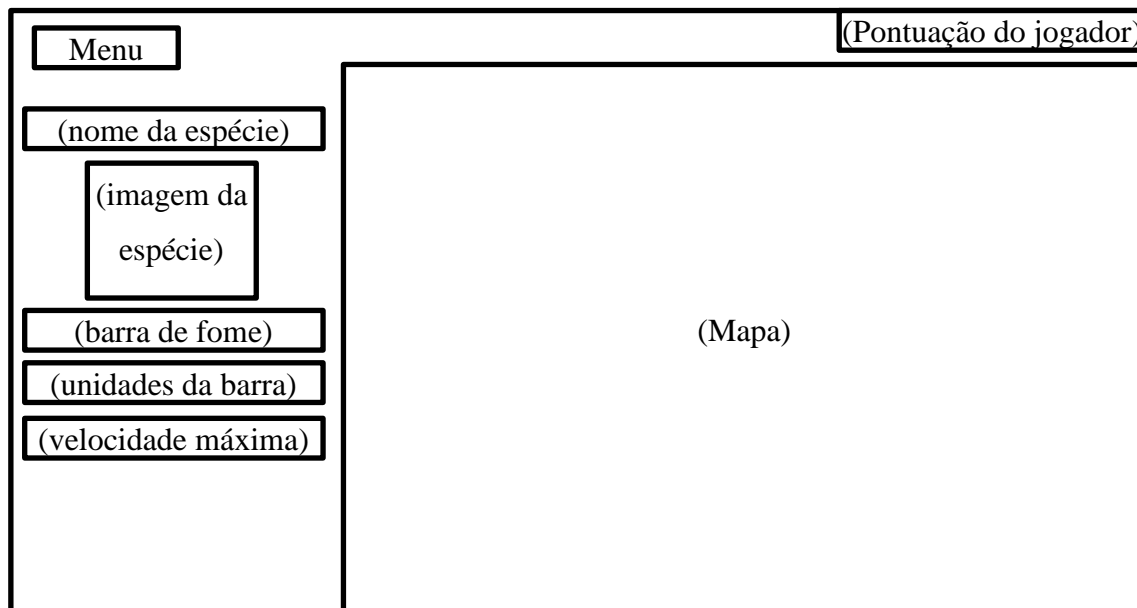 Menu
(Pontuação do jogador)
(nome da espécie)
(imagem da
espécie)
(barra de fome)
(unidades da barra)
(velocidade máxima)
(Mapa)